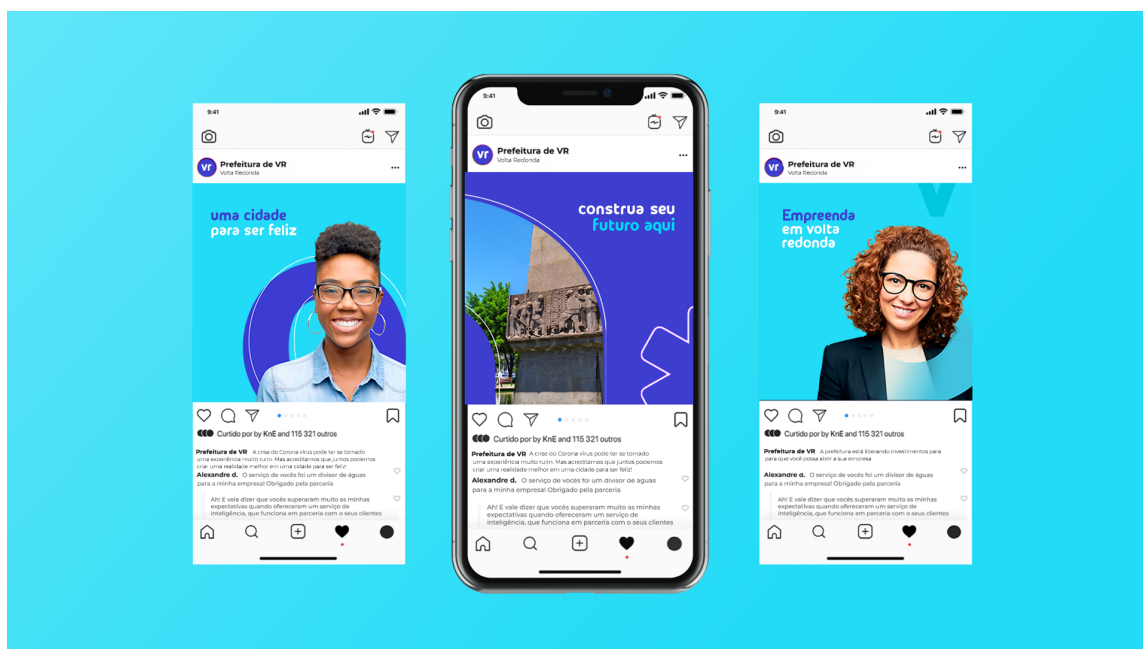 9:41
vr
Prefeitura de VR
Volta Redonda
uma cidade
para ser feliz
Curtido por by KnE and 115 321 outros
Prefeitura de VR A crise do Corona vírus pode ter se tornado
uma experiência muito ruim. Mas acreditamos que juntos podemos
criar uma realidade melhor em uma cidade para ser feliz!
Alexandre d. O serviço de vocês foi um divisor de águas
para a minha empresa! Obrigado pela parceria
Ah! E vale dizer que vocês superaram muito as minhas
expectativas quando ofereceram um serviço de
inteligência, que funciona em parceria com o seus clientes
9:41
vr
Prefeitura de VR
Volta Redonda
construa seu
futuro aqui
Curtido por by KnE and 115 321 outros
Prefeitura de VR A crise do Corona vírus pode ter se tornado
uma experiência muito ruim. Mas acreditamos que juntos podemos
criar uma realidade melhor em uma cidade para ser feliz!
Alexandre d. O serviço de vocês foi um divisor de águas
para a minha empresa! Obrigado pela parceria
Ah! E vale dizer que vocês superaram muito as minhas
expectativas quando ofereceram um serviço de
inteligência, que funciona em parceria com o seus clientes
9:41
vr
Prefeitura de VR
Volta Redonda
Empreenda
em volta
redonda
Curtido por by KnE and 115 321 outros
Prefeitura de VR A prefeitura está liberando investimentos para
para que você possa abrir a sua empresa
Alexandre d. O serviço de vocês foi um divisor de águas
para a minha empresa! Obrigado pela parceria
Ah! E vale dizer que vocês superaram muito as minhas
expectativas quando ofereceram um serviço de
inteligência, que funciona em parceria com o seus clientes